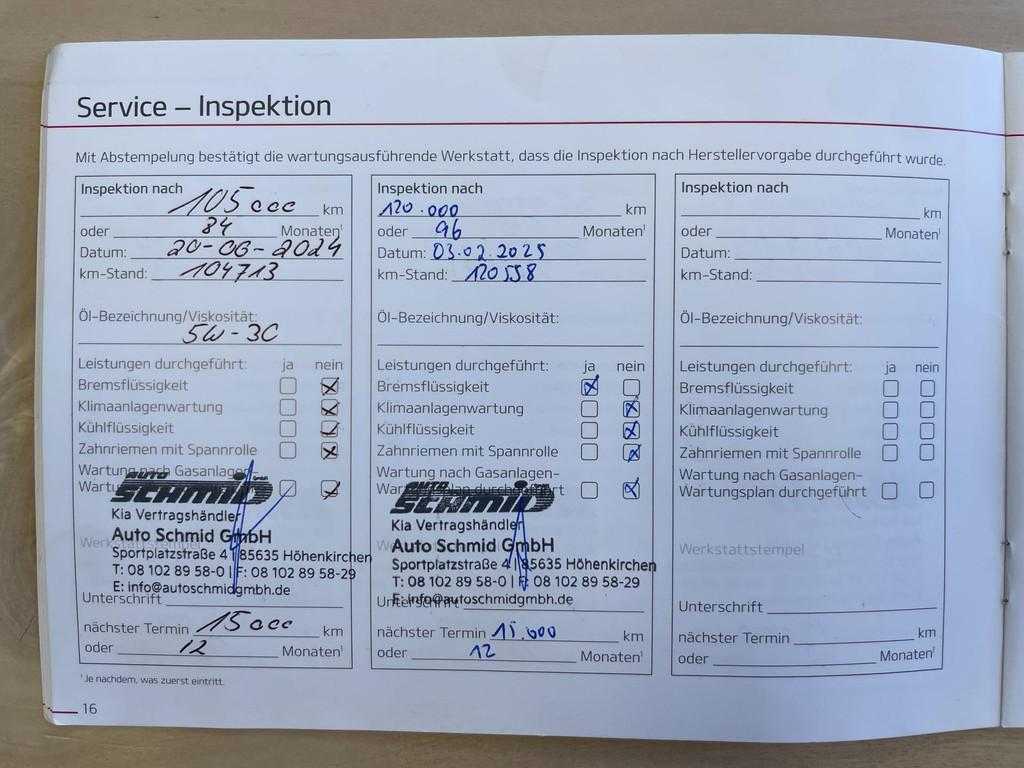 Service – Inspektion
Mit Abstempelung bestätigt die wartungsausführende Werkstatt, dass die Inspektion nach Herstellervorgabe durchgeführt wurde.
Inspektion nach
105 000 km
oder 84 Monaten¹
Datum: 20-06-2024
km-Stand: 104713
Öl-Bezeichnung/Viskosität:
5W-30
Leistungen durchgeführt: ja nein
Bremsflüssigkeit
Klimaanlagenwartung
Kühlflüssigkeit
Zahnriemen mit Spannrolle
Wartung nach Gasanlagen-
AUTO SCHMID GmbH
Kia Vertragshändler
Auto Schmid GmbH
Sportplatzstraße 4 | 85635 Höhenkirchen
T: 08 102 89 58-0 | F: 08 102 89 58-29
E: info@autoschmidgmbh.de
Unterschrift
nächster Termin 15 000 km
oder 12 Monaten¹
Inspektion nach
120.000 km
oder 96 Monaten¹
Datum: 03.02.2025
km-Stand: 120558
Öl-Bezeichnung/Viskosität:
Leistungen durchgeführt: ja nein
Bremsflüssigkeit
Klimaanlagenwartung
Kühlflüssigkeit
Zahnriemen mit Spannrolle
Wartung nach Gasanlagen-
Wartungsplan durchgeführt
AUTO SCHMID
Kia Vertragshändler
Auto Schmid GmbH
Sportplatzstraße 4 | 85635 Höhenkirchen
T: 08 102 89 58-0 | F: 08 102 89 58-29
E: info@autoschmidgmbh.de
Unterschrift
nächster Termin 15.000 km
oder 12 Monaten¹
Inspektion nach
km
oder Monaten¹
Datum:
km-Stand:
Öl-Bezeichnung/Viskosität:
Leistungen durchgeführt: ja nein
Bremsflüssigkeit
Klimaanlagenwartung
Kühlflüssigkeit
Zahnriemen mit Spannrolle
Wartung nach Gasanlagen-
Wartungsplan durchgeführt
Werkstattstempel
Unterschrift
nächster Termin km
oder Monaten¹
¹ Je nachdem, was zuerst eintritt.
16